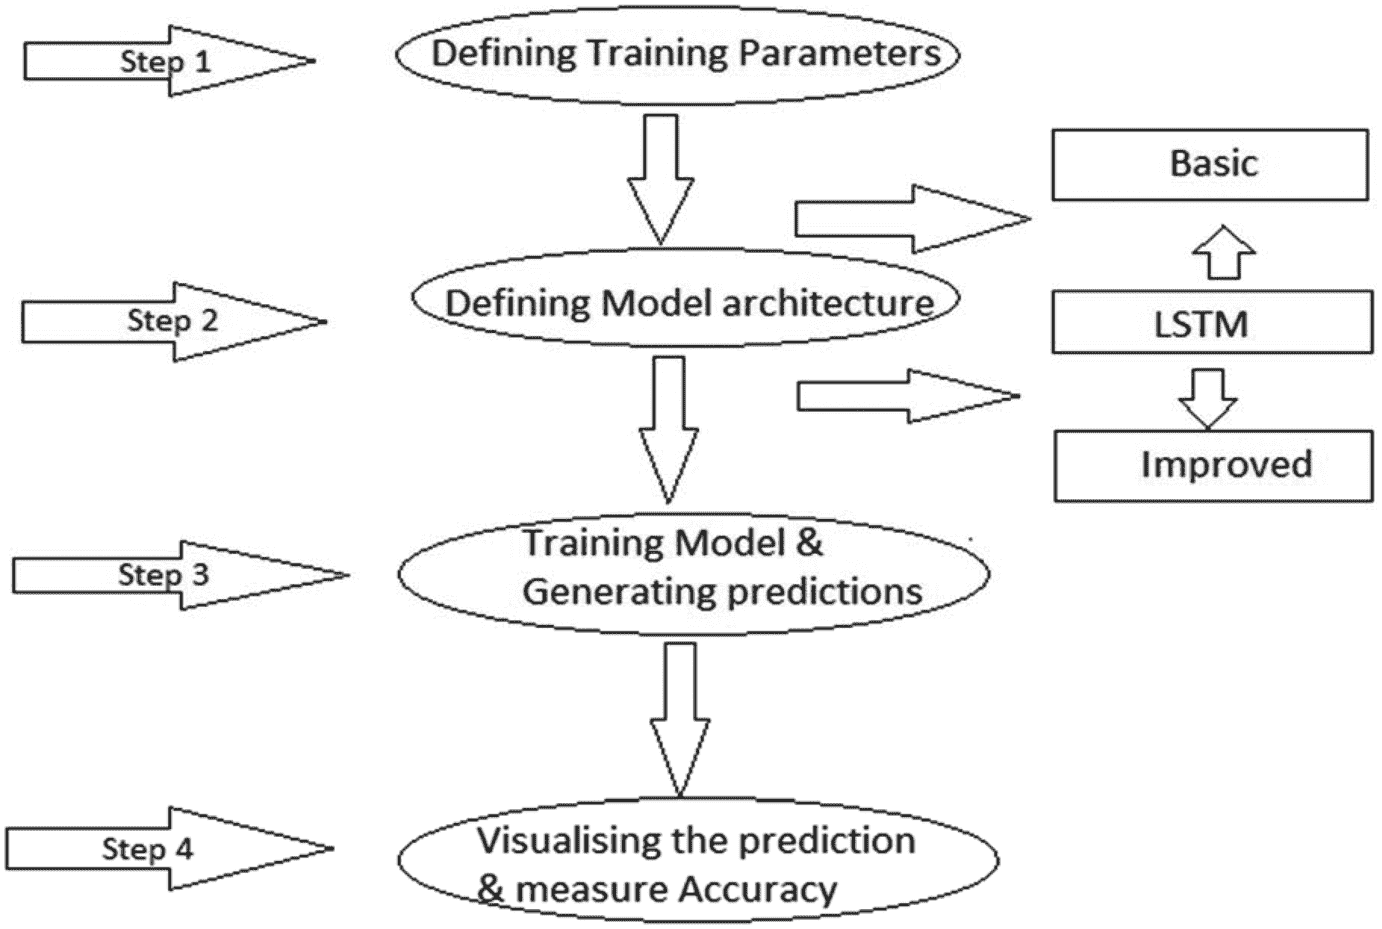 Step 1
Defining Training Parameters
Basic
Step 2
Defining Model architecture
LSTM
Improved
Step 3
Training Model &
Generating predictions
Step 4
Visualising the prediction
& measure Accuracy